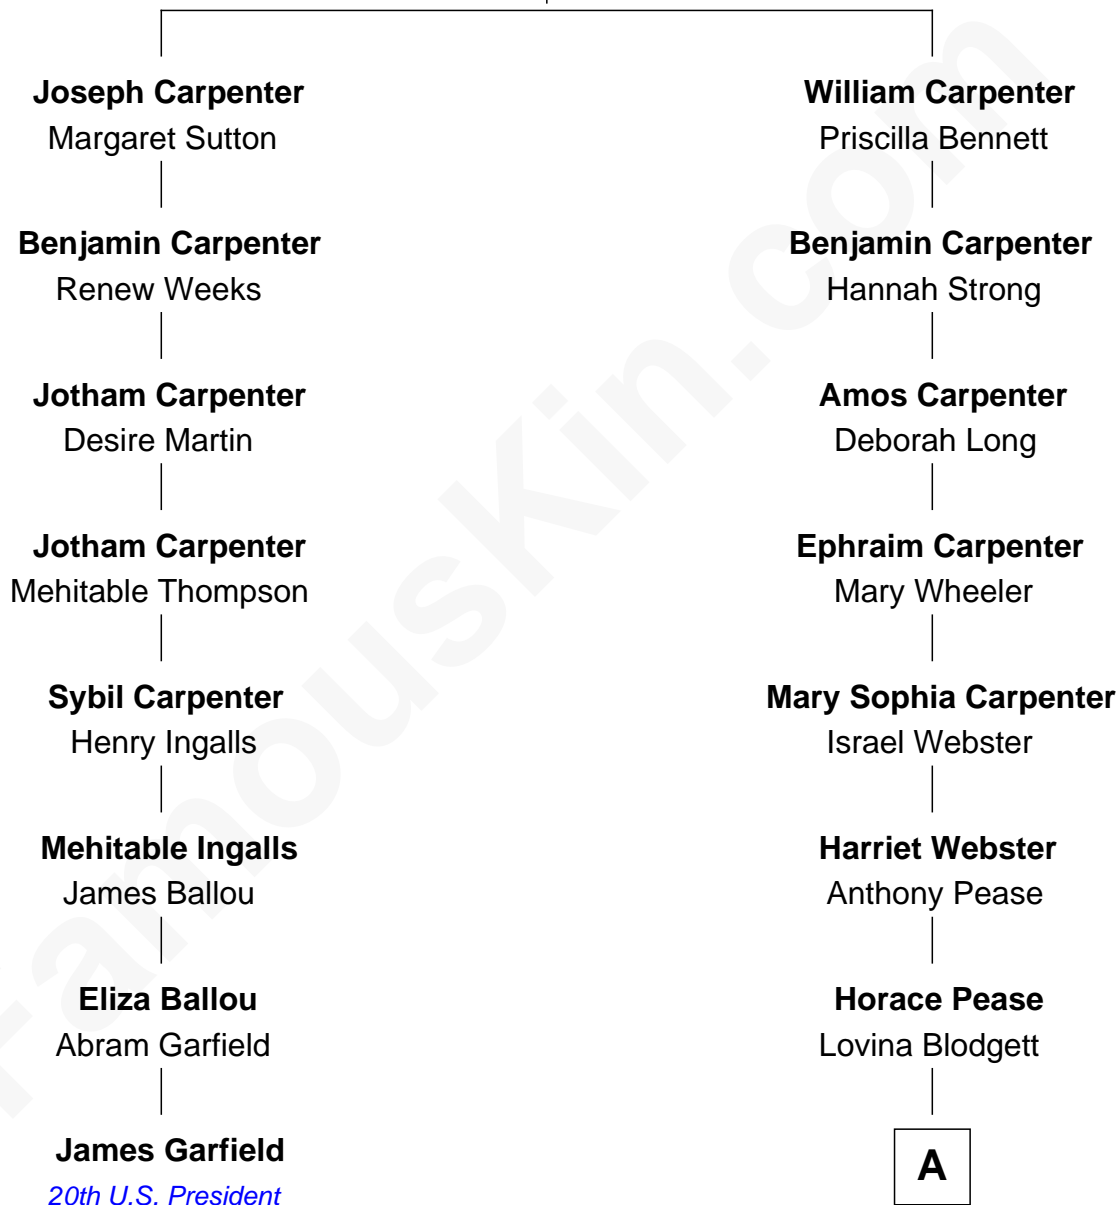 Joseph Carpenter
Margaret Sutton
Benjamin Carpenter
Renew Weeks
Jotham Carpenter
Desire Martin
Jotham Carpenter
Mehitable Thompson
Sybil Carpenter
Henry Ingalls
Mehitable Ingalls
James Ballou
Eliza Ballou
Abram Garfield
James Garfield
20th U.S. President
William Carpenter
Priscilla Bennett
Benjamin Carpenter
Hannah Strong
Amos Carpenter
Deborah Long
Ephraim Carpenter
Mary Wheeler
Mary Sophia Carpenter
Israel Webster
Harriet Webster
Anthony Pease
Horace Pease
Lovina Blodgett
A
FamousKin.com